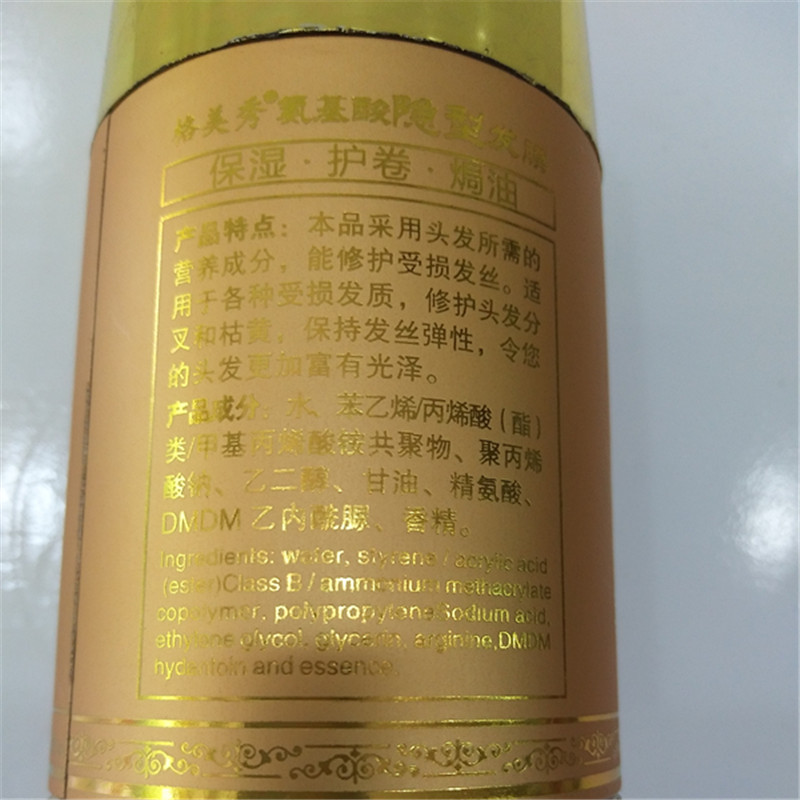 格美秀®氨基酸隐型发膜
保湿·护卷·焗油
产品特点：本品采用头发所需的
营养成分，能修护受损发丝。适
用于各种受损发质，修护头发分
叉和枯黄，保持发丝弹性，令您
的头发更加富有光泽。
产品成分：水、苯乙烯/丙烯酸（酯）
类/甲基丙烯酸铵共聚物、聚丙烯
酸钠、乙二醇、甘油、精氨酸、
DMDM 乙内酰脲、香精。
Ingredients: water, styrene / acrylic acid
(ester)Class B / ammonium methacrylate
copolymer, polypropyleneSodium acid,
ethylene glycol, glycerin, arginine,DMDM
hydantoin and essence.